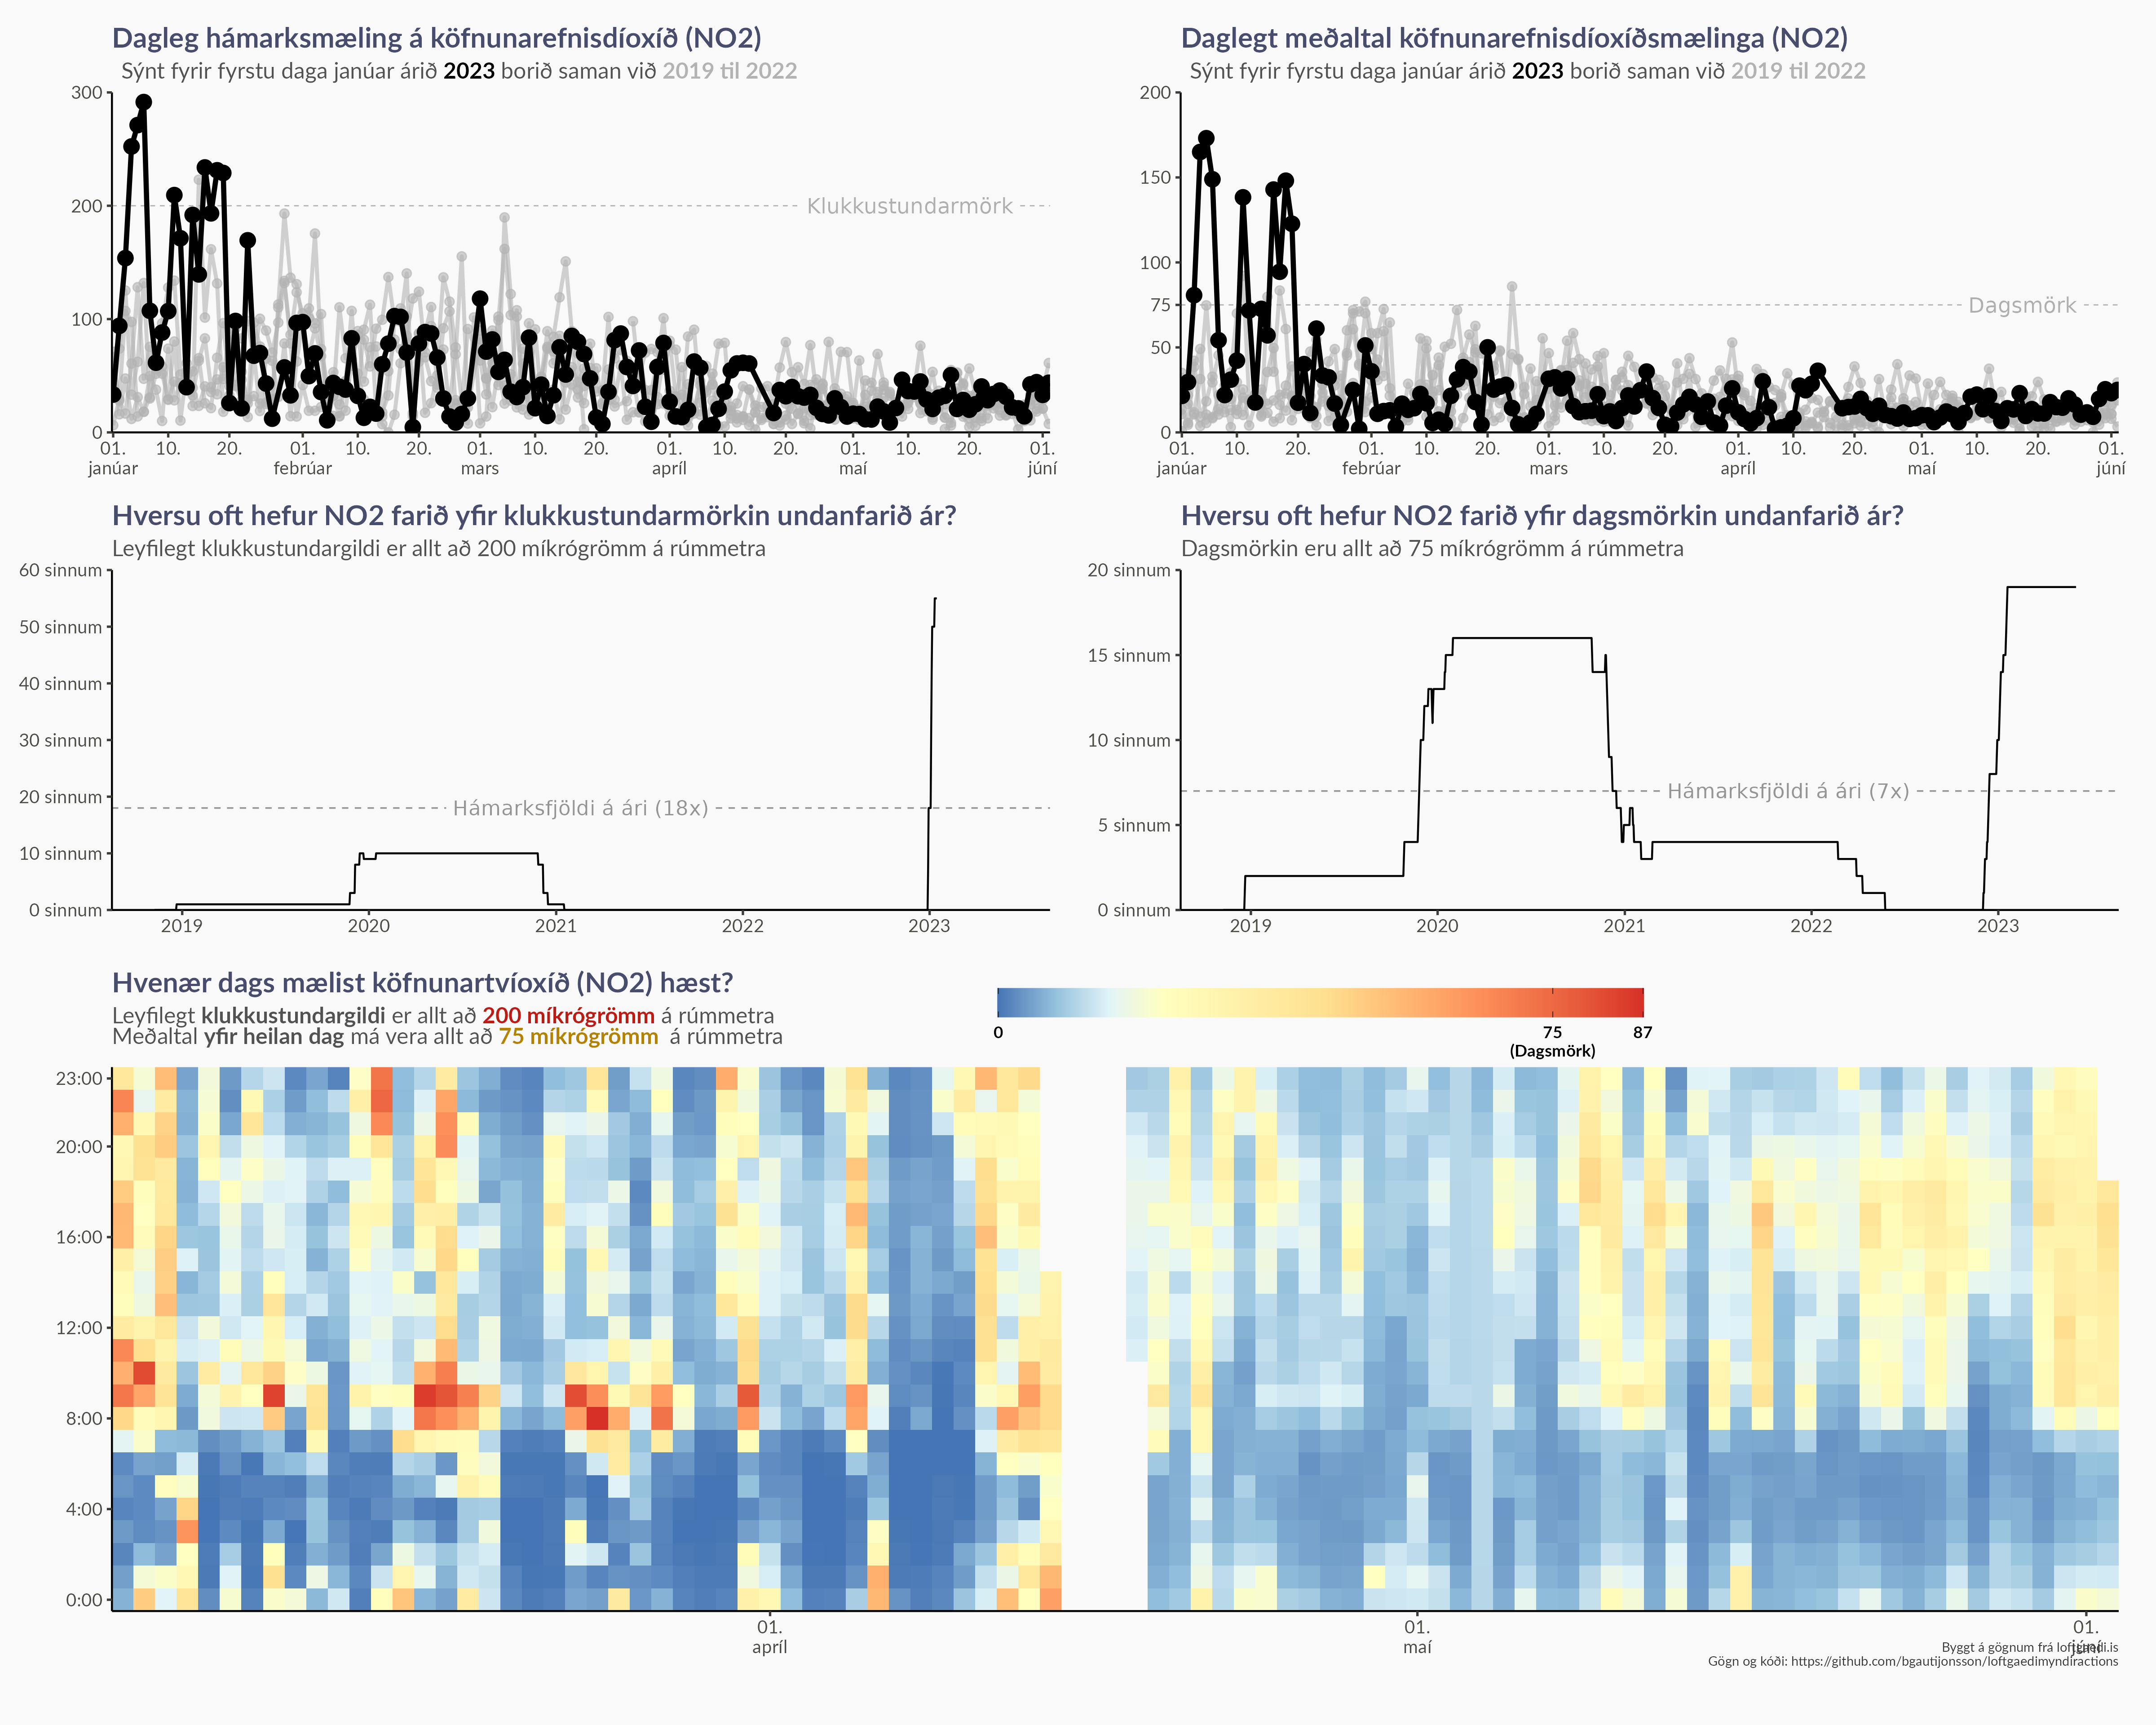 Dagleg hámarksmæling á köfnunarefnisdíoxíð (NO2)
Sýnt fyrir fyrstu daga janúar árið 2023 borið saman við 2019 til 2022
300
200
100
0
Klukkustundarmörk
01. 10. 20. 01. 10. 20. 01. 10. 20. 01. 10. 20. 01. 10. 20. 01.
janúar febrúar mars apríl maí júní
Daglegt meðaltal köfnunarefnisdíoxíðsmælinga (NO2)
Sýnt fyrir fyrstu daga janúar árið 2023 borið saman við 2019 til 2022
200
150
100
75
50
0
Dagsmörk
01. 10. 20. 01. 10. 20. 01. 10. 20. 01. 10. 20. 01. 10. 20. 01.
janúar febrúar mars apríl maí júní
Hversu oft hefur NO2 farið yfir klukkustundarmörkin undanfarið ár?
Leyfilegt klukkustundargildi er allt að 200 míkrógrömm á rúmmetra
60 sinnum
50 sinnum
40 sinnum
30 sinnum
20 sinnum
10 sinnum
0 sinnum
Hámarksfjöldi á ári (18x)
2019 2020 2021 2022 2023
Hversu oft hefur NO2 farið yfir dagsmörkin undanfarið ár?
Dagsmörkin eru allt að 75 míkrógrömm á rúmmetra
20 sinnum
15 sinnum
10 sinnum
5 sinnum
0 sinnum
Hámarksfjöldi á ári (7x)
2019 2020 2021 2022 2023
Hvenær dags mælist köfnunartvíoxíð (NO2) hæst?
Leyfilegt klukkustundargildi er allt að 200 míkrógrömm á rúmmetra
Meðaltal yfir heilan dag má vera allt að 75 míkrógrömm á rúmmetra
0 75 87
(Dagsmörk)
23:00
20:00
16:00
12:00
8:00
4:00
0:00
01. 01. 01.
apríl maí júní
Byggt á gögnum frá loftgaedi.is
Gögn og kóði: https://github.com/bgautijonsson/loftgaedimyndiractions